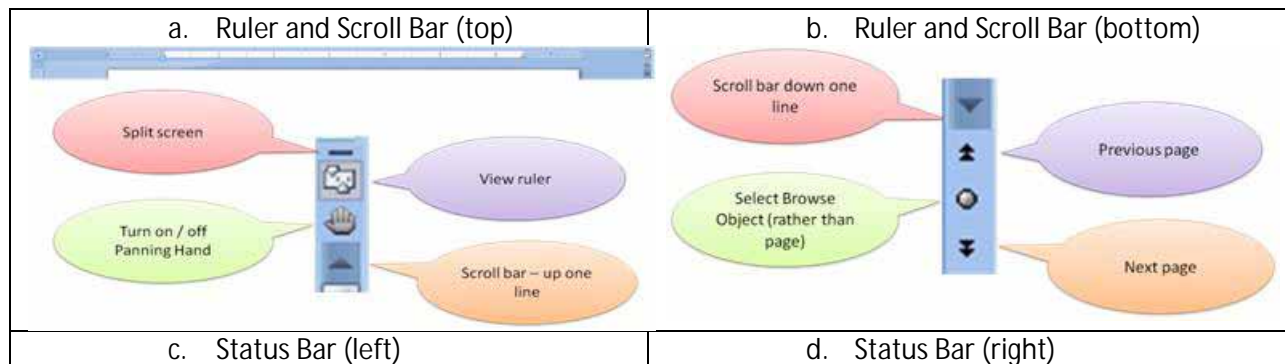 a. Ruler and Scroll Bar (top)
Split screen
View ruler
Turn on / off
Panning Hand
Scroll bar – up one
line
b. Ruler and Scroll Bar (bottom)
Scroll bar down one
line
Previous page
Select Browse
Object (rather than
page)
Next page
c. Status Bar (left)
d. Status Bar (right)